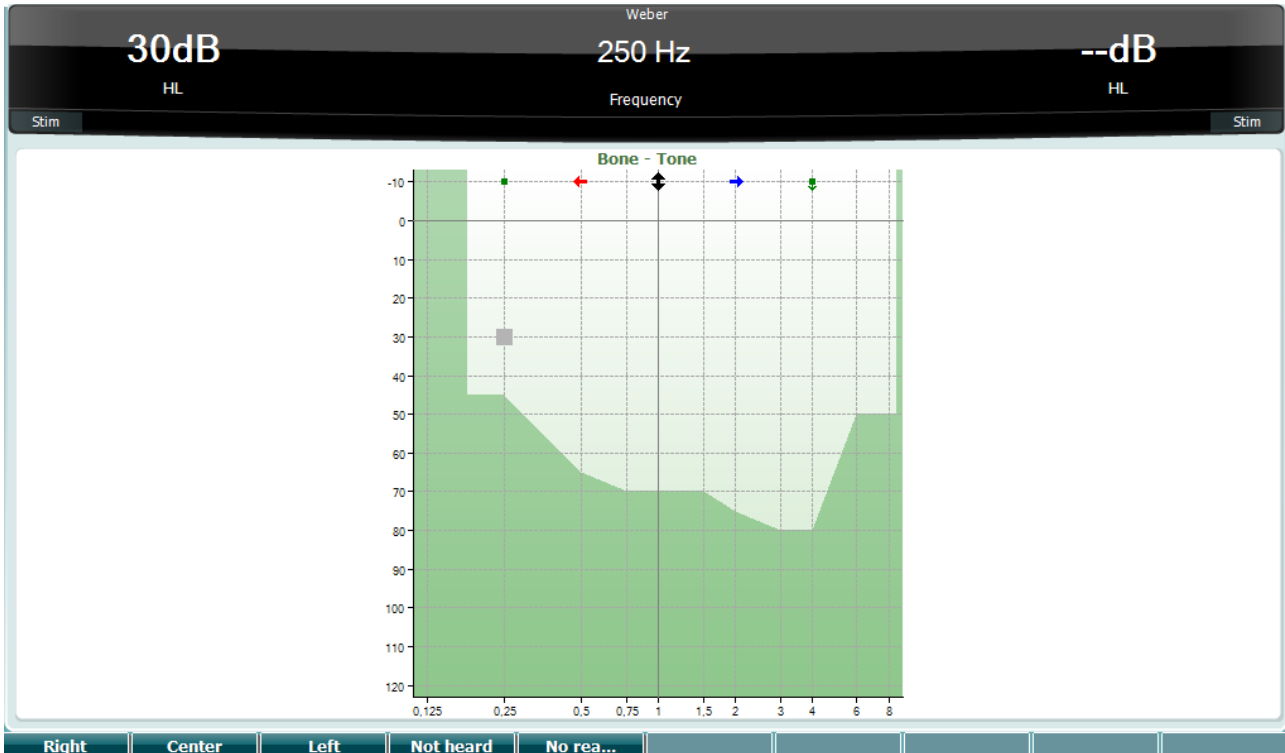 Weber
30dB
250 Hz
--dB
HL
HL
Frequency
Stim
Stim
Bone - Tone
-10
0
10
20
30
40
50
60
70
80
90
100
110
120
0,125 0,25 0,5 0,75 1 1,5 2 3 4 6 8
Right Center Left Not heard No rea...